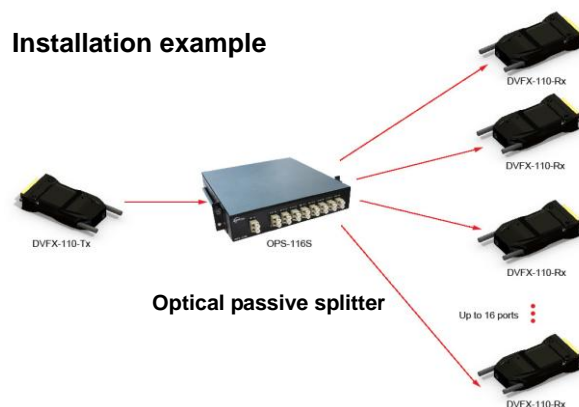 Installation example
DVFX-110-Rx
DVFX-110-Rx
DVFX-110-Tx
OPS-116S
DVFX-110-Rx
Optical passive splitter
Up to 16 ports
DVFX-110-Rx